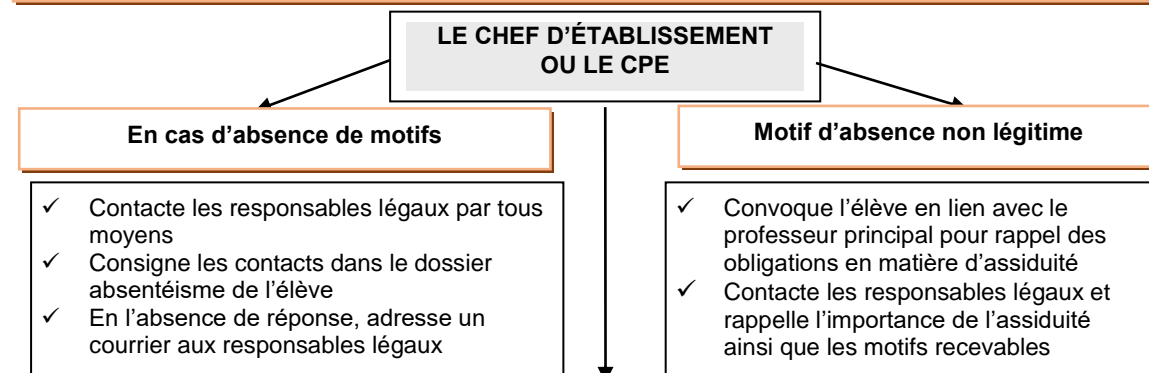 LE CHEF D’ÉTABLISSEMENT
OU LE CPE
En cas d’absence de motifs
✓ Contacte les responsables légaux par tous
moyens
✓ Consigne les contacts dans le dossier
absentéisme de l’élève
✓ En l’absence de réponse, adresse un
courrier aux responsables légaux
Motif d’absence non légitime
✓ Convoque l’élève en lien avec le
professeur principal pour rappel des
obligations en matière d’assiduité
✓ Contacte les responsables légaux et
rappelle l’importance de l’assiduité
ainsi que les motifs recevables